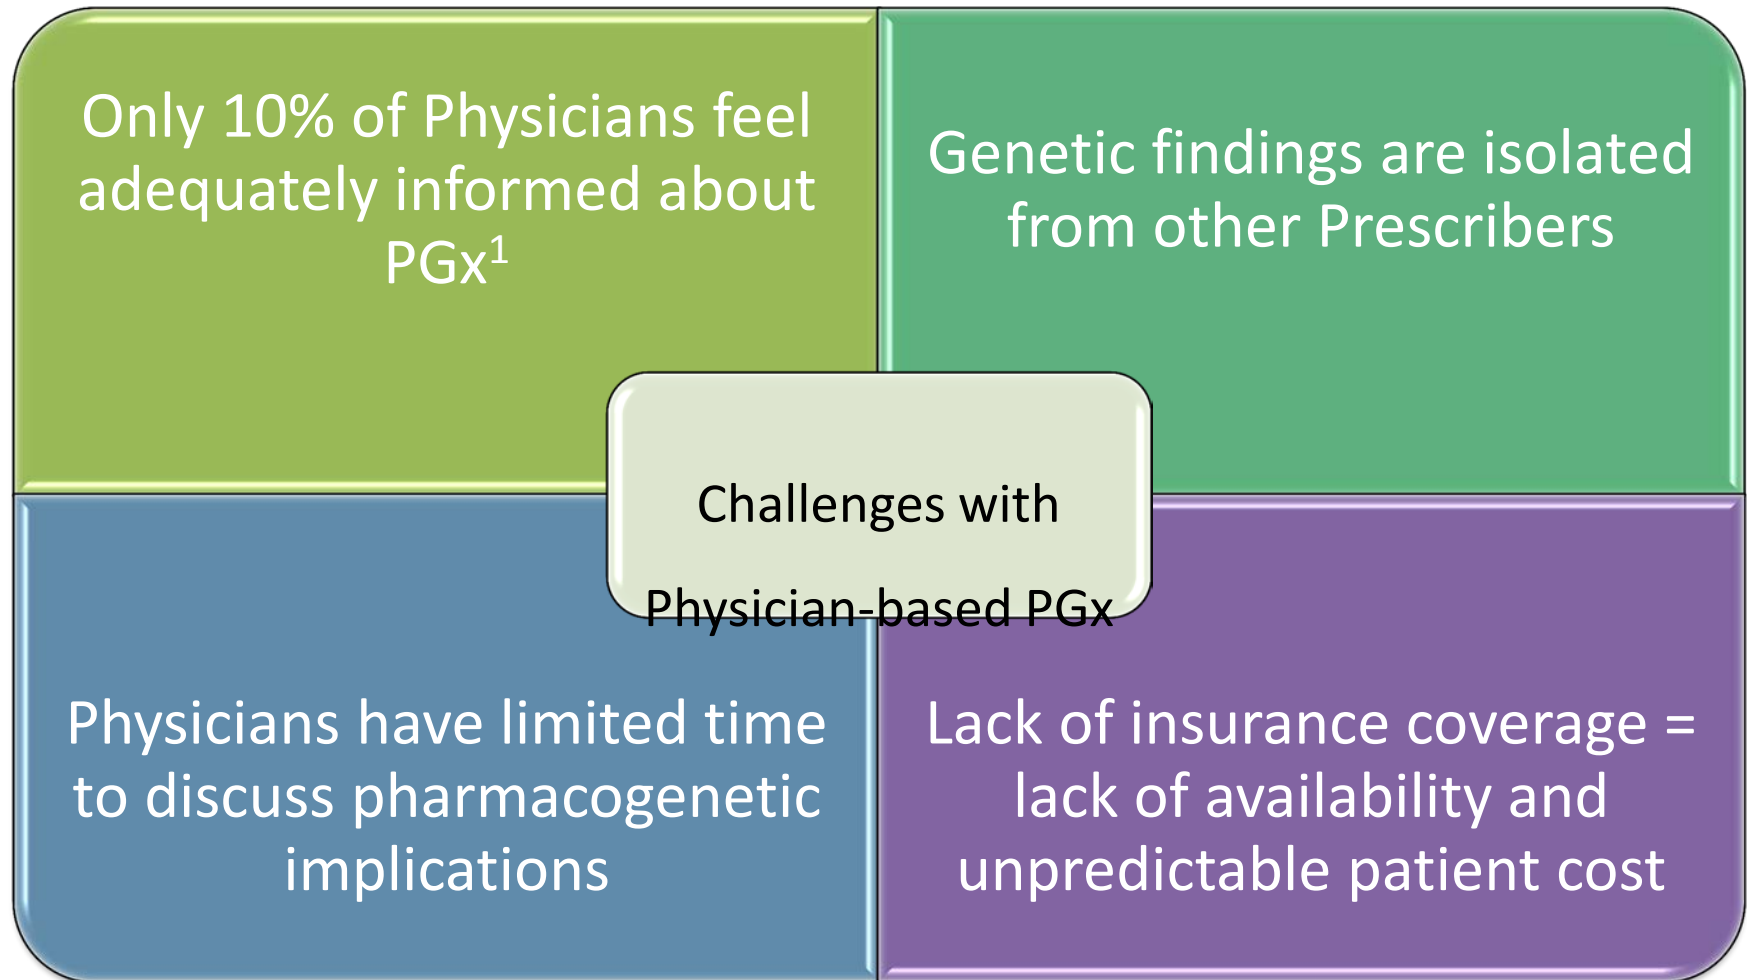 Only 10% of Physicians feel
adequately informed about
PGx¹
Genetic findings are isolated
from other Prescribers
Challenges with
Physician-based PGx
Physicians have limited time
to discuss pharmacogenetic
implications
Lack of insurance coverage =
lack of availability and
unpredictable patient cost